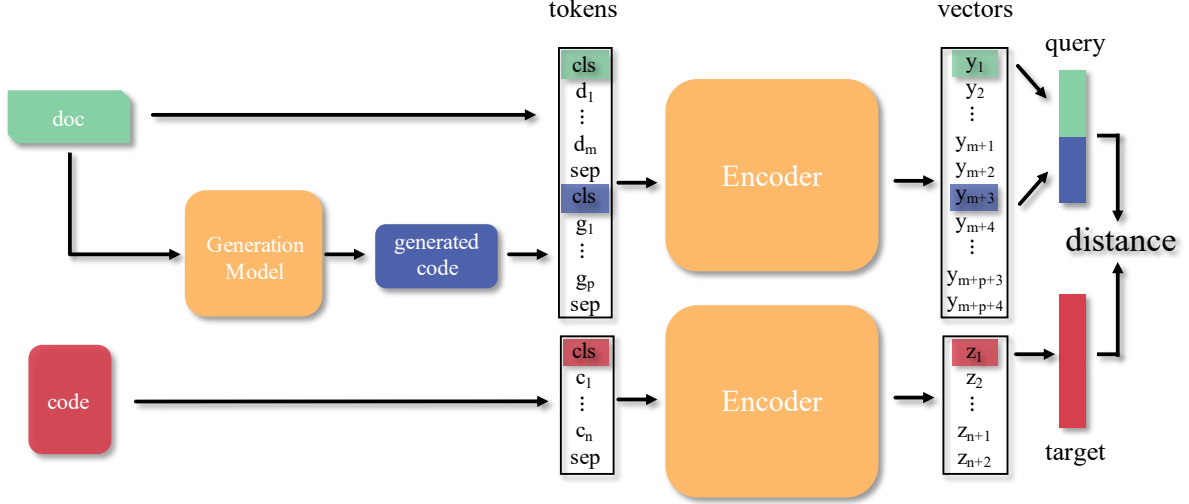 tokens
vectors
query
doc
Generation
Model
generated
code
cls
d₁
⋮
dₘ
sep
cls
g₁
⋮
gₚ
sep
Encoder
y₁
y₂
⋮
yₘ₊₁
yₘ₊₂
yₘ₊₃
yₘ₊₄
⋮
yₘ₊ₚ₊₃
yₘ₊ₚ₊₄
distance
code
cls
c₁
⋮
cₙ
sep
Encoder
z₁
z₂
⋮
zₙ₊₁
zₙ₊₂
target